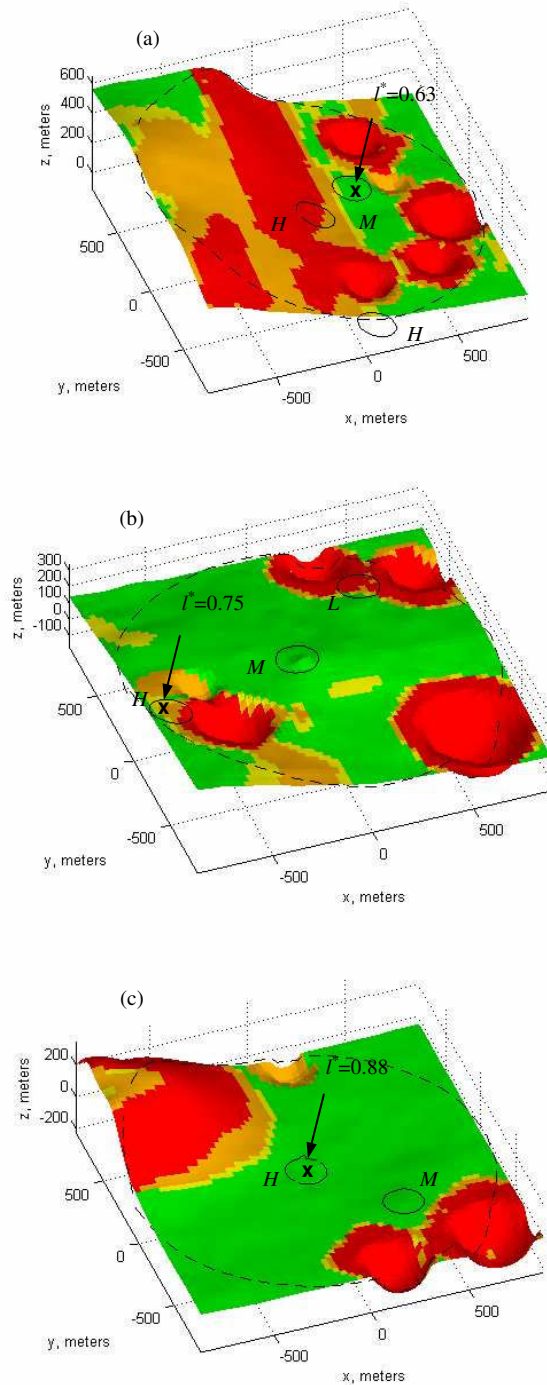 (a)
l*=0.63
600
400
200
0
z, meters
H
M
H
500
0
-500
y, meters
-500
0
500
x, meters
(b)
l*=0.75
300
200
100
0
-100
z, meters
L
M
H
x
500
0
-500
y, meters
-500
0
500
x, meters
(c)
l*=0.88
200
0
-200
z, meters
H
x
M
500
0
-500
y, meters
-500
0
500
x, meters
x